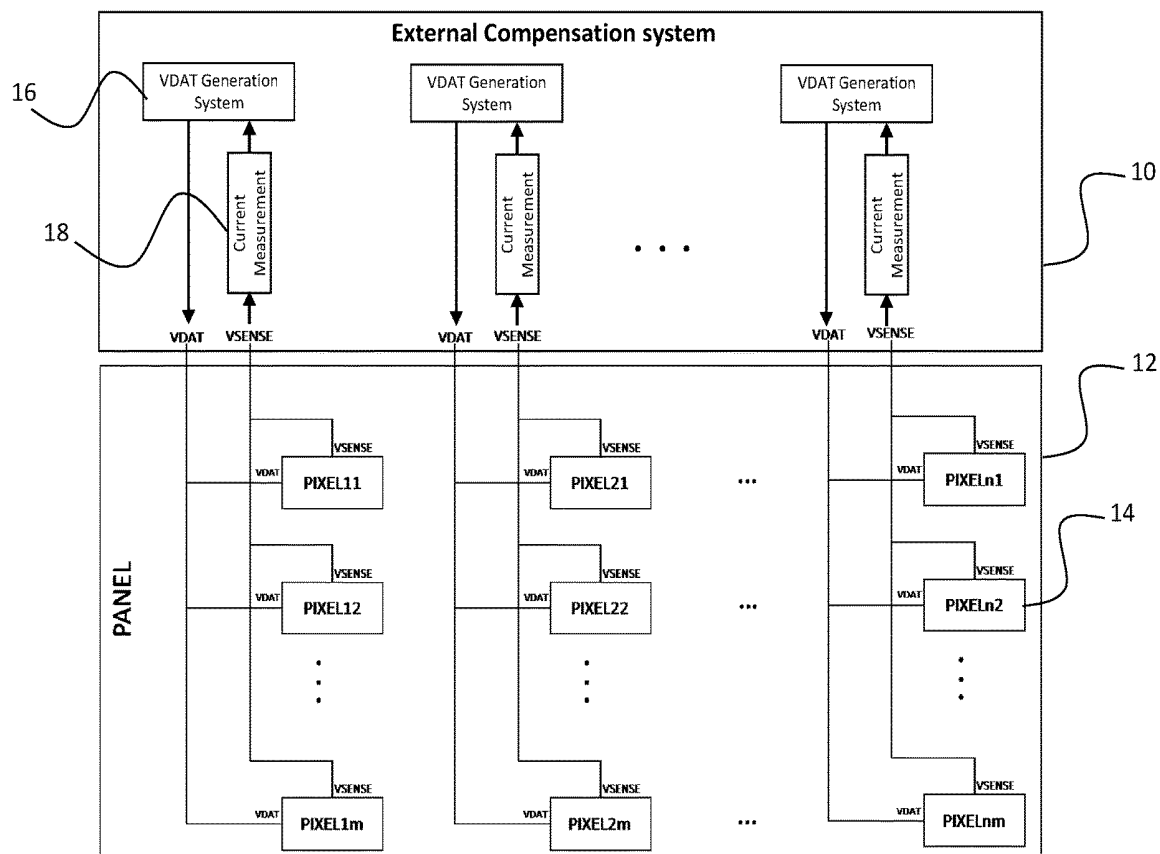 External Compensation system
16
VDAT Generation
System
VDAT Generation
System
VDAT Generation
System
10
18
Current
Measurement
Current
Measurement
Current
Measurement
. . .
VDAT
VSENSE
VDAT
VSENSE
VDAT
VSENSE
12
VSENSE
VSENSE
VSENSE
VDAT
PIXEL11
VDAT
PIXEL21
...
VDAT
PIXELn1
14
PANEL
VSENSE
VSENSE
VSENSE
VDAT
PIXEL12
VDAT
PIXEL22
...
VDAT
PIXELn2
VSENSE
VSENSE
VSENSE
VDAT
PIXEL1m
VDAT
PIXEL2m
...
VDAT
PIXELnm